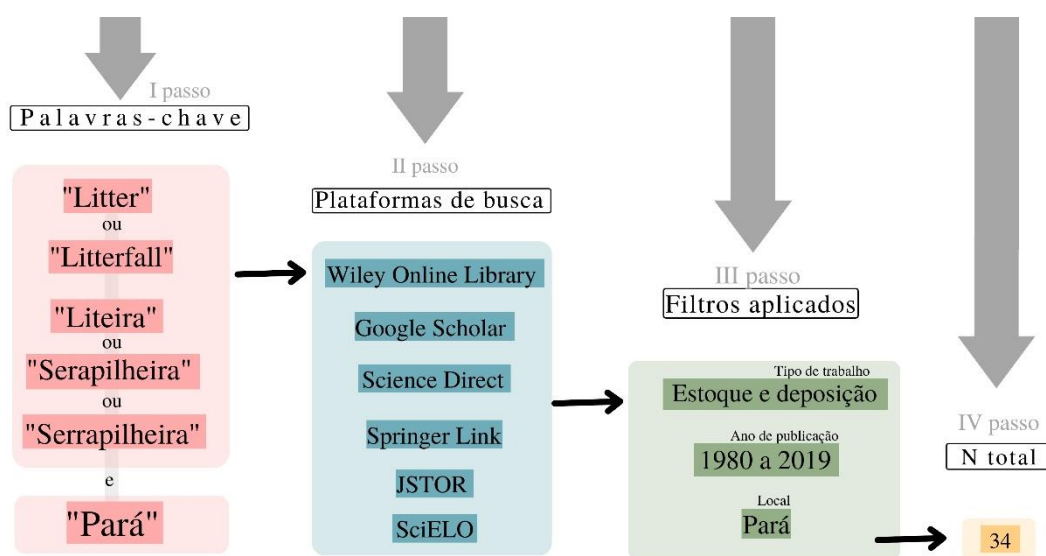 I passo
Palavras-chave
"Litter"
ou
"Litterfall"
"Liteira"
ou
"Serapilheira"
ou
"Serrapilheira"
e
"Pará"
II passo
Plataformas de busca
Wiley Online Library
Google Scholar
Science Direct
Springer Link
JSTOR
SciELO
III passo
Filtros aplicados
Tipo de trabalho
Estoque e deposição
Ano de publicação
1980 a 2019
Local
Pará
IV passo
N total
34